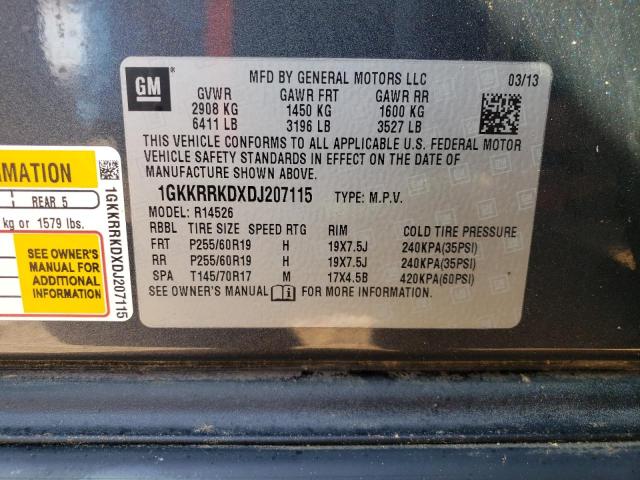 GM
MFD BY GENERAL MOTORS LLC 03/13
GVWR GAWR FRT GAWR RR
2908 KG 1450 KG 1600 KG
6411 LB 3196 LB 3527 LB
THIS VEHICLE CONFORMS TO ALL APPLICABLE U.S. FEDERAL MOTOR
VEHICLE SAFETY STANDARDS IN EFFECT ON THE DATE OF
MANUFACTURE SHOWN ABOVE.
1GKKRRKDXDJ207115 TYPE: M.P.V.
MODEL: R14526
RBBL TIRE SIZE SPEED RTG RIM COLD TIRE PRESSURE
FRT P255/60R19 H 19X7.5J 240KPA(35PSI)
RR P255/60R19 H 19X7.5J 240KPA(35PSI)
SPA T145/70R17 M 17X4.5B 420KPA(60PSI)
SEE OWNER'S MANUAL FOR MORE INFORMATION.
REAR 5
kg or 1579 lbs.
SEE OWNER'S
MANUAL FOR
ADDITIONAL
INFORMATION
1GKKRRKDXDJ207115